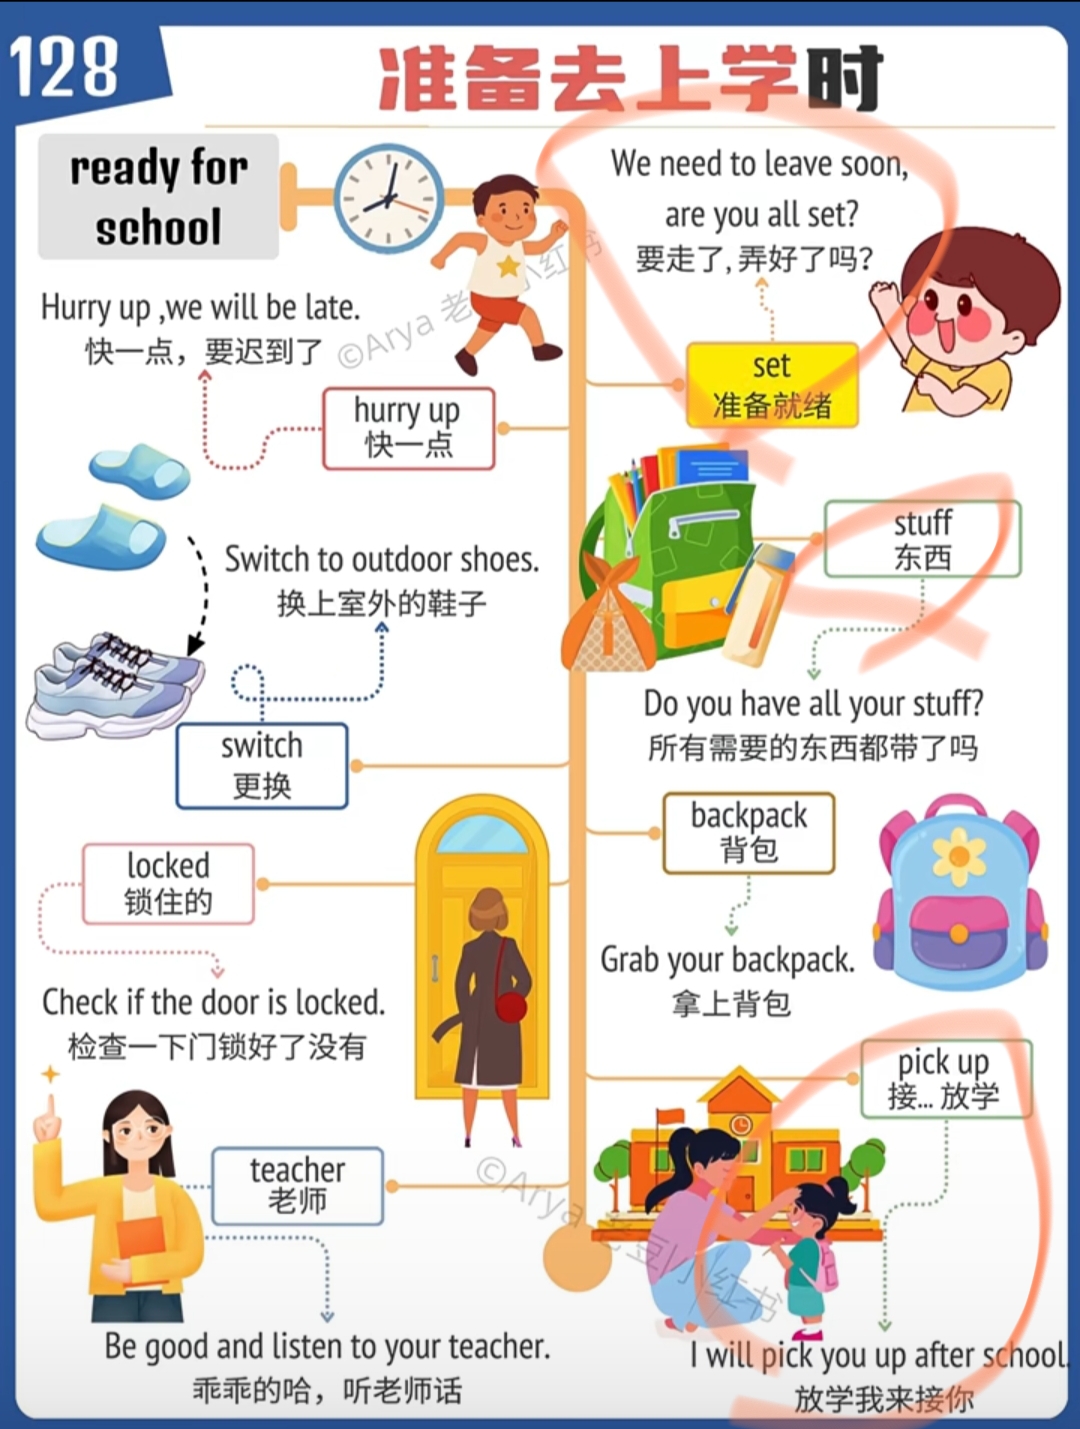 128
准备去上学时
ready for
school
We need to leave soon,
are you all set?
要走了, 弄好了吗?
set
准备就绪
Hurry up ,we will be late.
快一点，要迟到了
hurry up
快一点
stuff
东西
Do you have all your stuff?
所有需要的东西都带了吗
Switch to outdoor shoes.
换上室外的鞋子
switch
更换
backpack
背包
Grab your backpack.
拿上背包
locked
锁住的
Check if the door is locked.
检查一下门锁好了没有
pick up
接... 放学
I will pick you up after school.
放学我来接你
teacher
老师
Be good and listen to your teacher.
乖乖的哈，听老师话
©Arya 老豆小红书